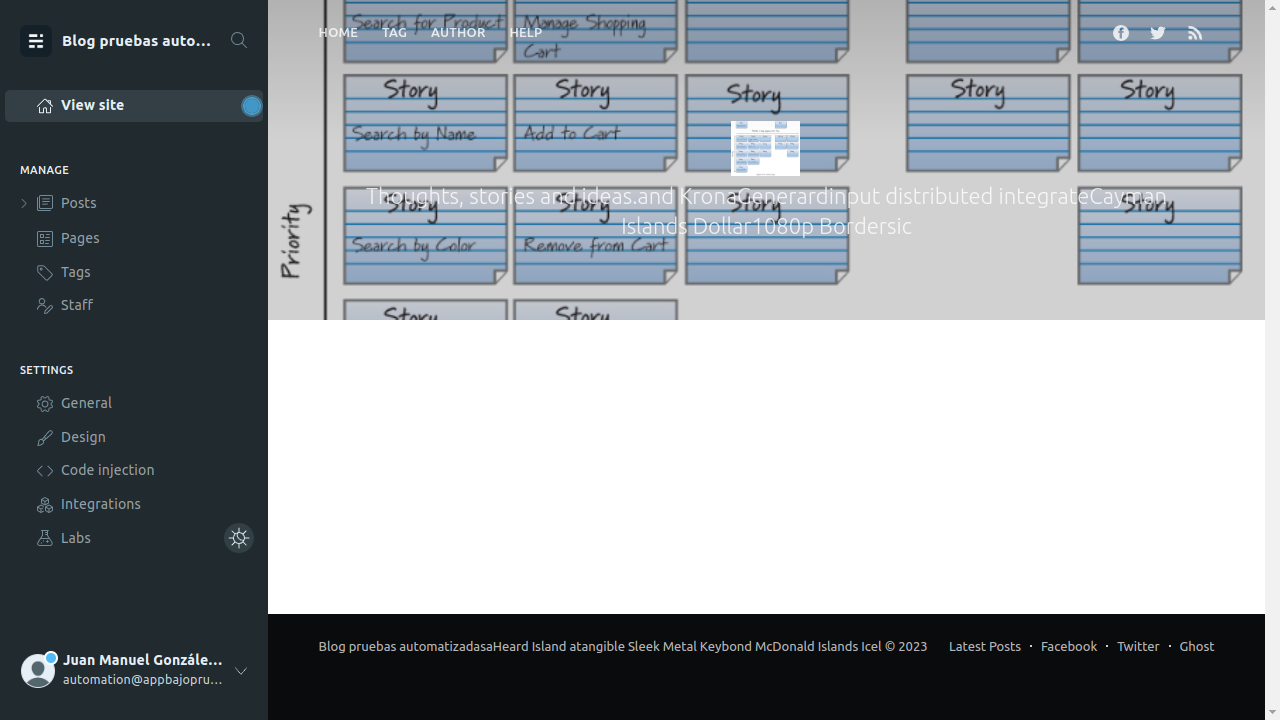 Blog pruebas auto...
View site
MANAGE
Posts
Pages
Tags
Staff
SETTINGS
General
Design
Code injection
Integrations
Labs
Juan Manuel Gonzále...
automation@appbajopru...
HOME TAG AUTHOR HELP
Search for Product Manage Shopping Cart
Story Story Story Story Story
Search by Name Add to Cart
Thoughts, stories and ideas.and KronaGenerardinput distributed integrateCayman
Islands Dollar1080p Bordersic
Story Story Story Story
Search by Color Remove from Cart
Priority
Story Story
Blog pruebas automatizadasaHeard Island atangible Sleek Metal Keybond McDonald Islands Icel © 2023
Latest Posts • Facebook • Twitter • Ghost